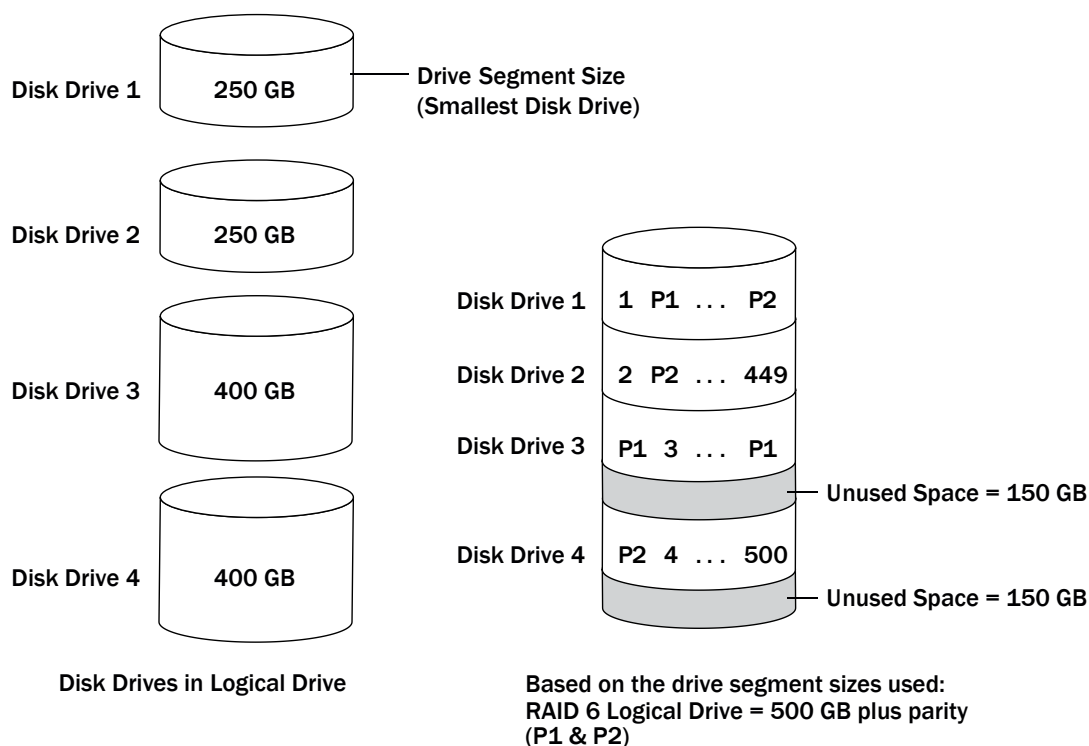 Disk Drive 1
250 GB
Drive Segment Size
(Smallest Disk Drive)
Disk Drive 2
250 GB
Disk Drive 3
400 GB
Disk Drive 4
400 GB
Disk Drives in Logical Drive
Disk Drive 1
1 P1 ... P2
Disk Drive 2
2 P2 ... 449
Disk Drive 3
P1 3 ... P1
Unused Space = 150 GB
Disk Drive 4
P2 4 ... 500
Unused Space = 150 GB
Based on the drive segment sizes used:
RAID 6 Logical Drive = 500 GB plus parity
(P1 & P2)